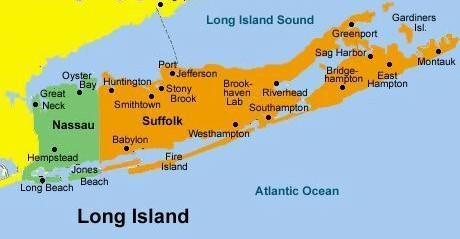 Long Island Sound
Gardiners
Isl.
Greenport
Sag Harbor
Montauk
Port
Jefferson
Oyster
Bay
Huntington
Stony
Brook
Brook-
haven
Lab
Riverhead
Bridge-
hampton
East
Hampton
Great
Neck
Smithtown
Southampton
Nassau
Suffolk
Westhampton
Hempstead
Babylon
Fire
Island
Jones
Beach
Long Beach
Atlantic Ocean
Long Island